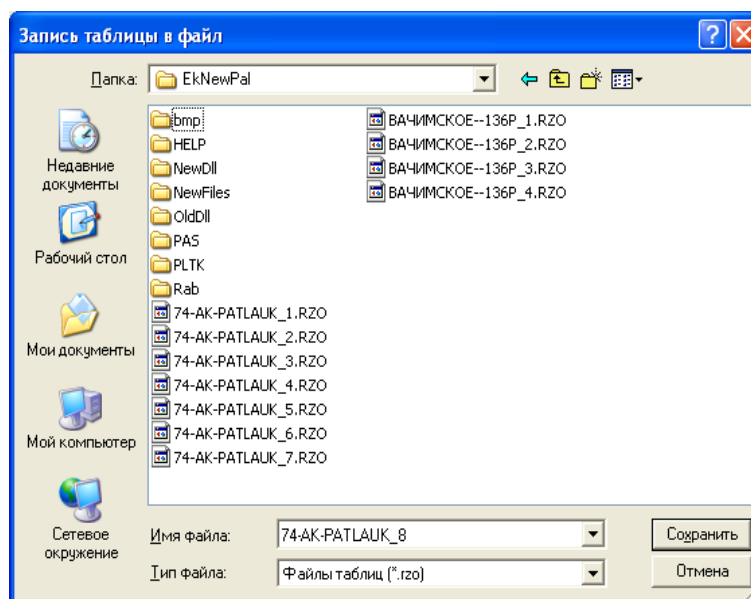 Запись таблицы в файл
Папка: EkNewPal
Недавние документы
Рабочий стол
Мои документы
Мой компьютер
Сетевое окружение
bmp
HELP
NewDll
NewFiles
OldDll
PAS
PLTK
Rab
74-AK-PATLAUK_1.RZO
74-AK-PATLAUK_2.RZO
74-AK-PATLAUK_3.RZO
74-AK-PATLAUK_4.RZO
74-AK-PATLAUK_5.RZO
74-AK-PATLAUK_6.RZO
74-AK-PATLAUK_7.RZO
ВАЧИМСКОЕ--136Р_1.RZO
ВАЧИМСКОЕ--136Р_2.RZO
ВАЧИМСКОЕ--136Р_3.RZO
ВАЧИМСКОЕ--136Р_4.RZO
Имя файла: 74-AK-PATLAUK_8 Сохранить
Тип файла: Файлы таблиц (*.rzo) Отмена